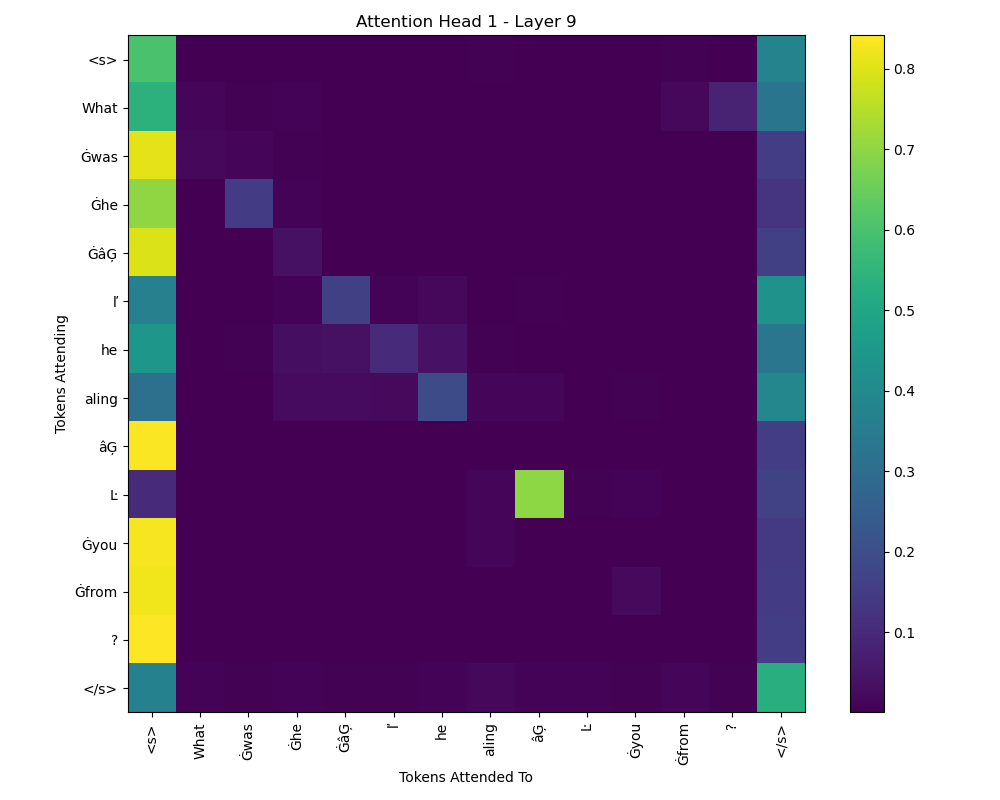 Attention Head 1 - Layer 9
<s>
What
Ġwas
Ġhe
ĠâĢ
ľ
he
aling
âĢ
Ŀ
Ġyou
Ġfrom
?
</s>
Tokens Attending
<s>
What
Ġwas
Ġhe
ĠâĢ
ľ
he
aling
âĢ
Ŀ
Ġyou
Ġfrom
?
</s>
Tokens Attended To
0.8
0.7
0.6
0.5
0.4
0.3
0.2
0.1